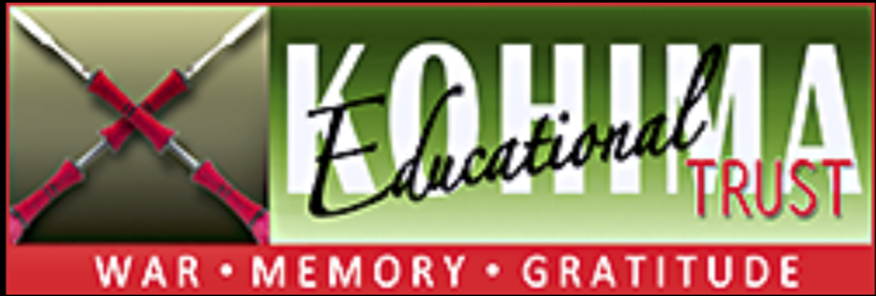 KOHIMA
Educational
TRUST
WAR • MEMORY • GRATITUDE